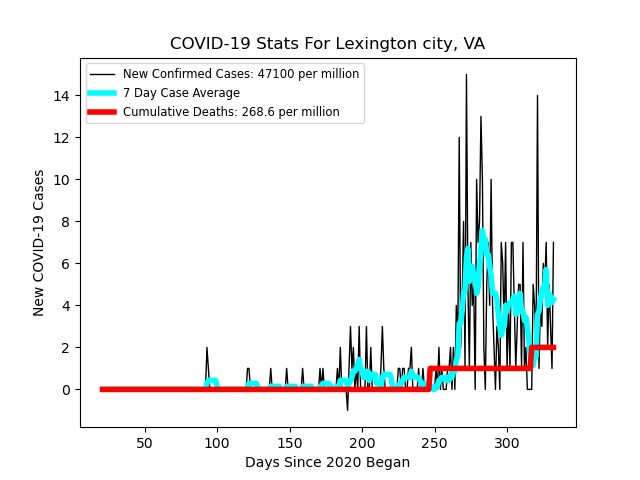 COVID-19 Stats For Lexington city, VA
New Confirmed Cases: 47100 per million
7 Day Case Average
Cumulative Deaths: 268.6 per million
New COVID-19 Cases
14
12
10
8
6
4
2
0
50 100 150 200 250 300
Days Since 2020 Began